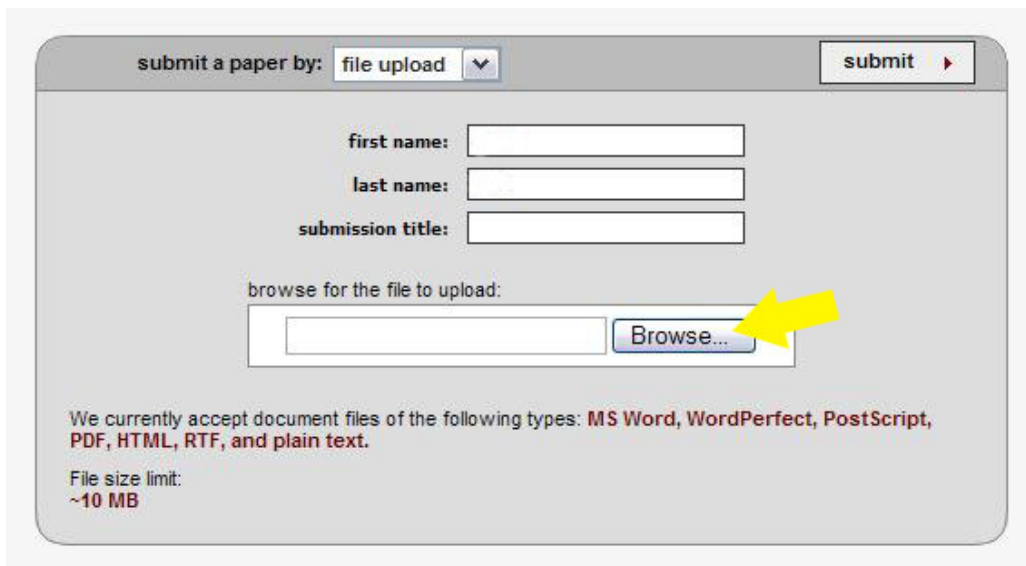 submit a paper by: file upload submit
first name:
last name:
submission title:
browse for the file to upload:
Browse...
We currently accept document files of the following types: MS Word, WordPerfect, PostScript,
PDF, HTML, RTF, and plain text.
File size limit:
~10 MB